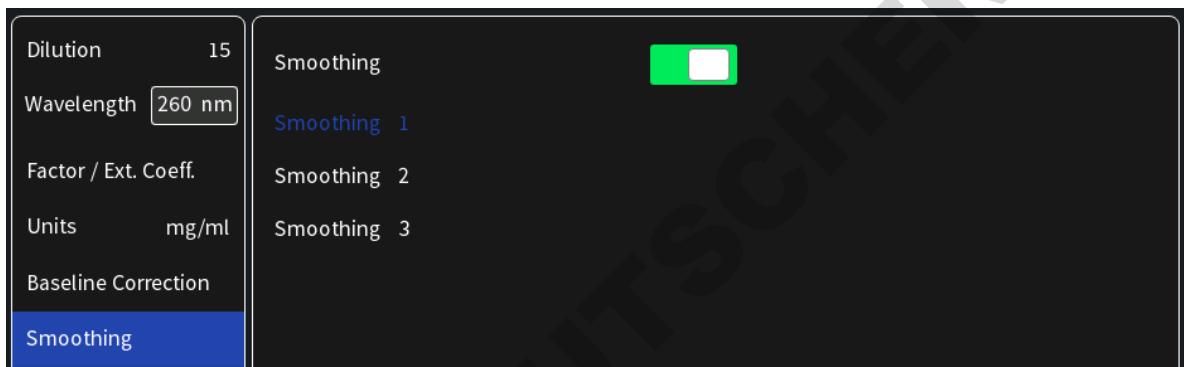 Dilution 15
Wavelength 260 nm
Factor / Ext. Coeff.
Units mg/ml
Baseline Correction
Smoothing
Smoothing
Smoothing 1
Smoothing 2
Smoothing 3